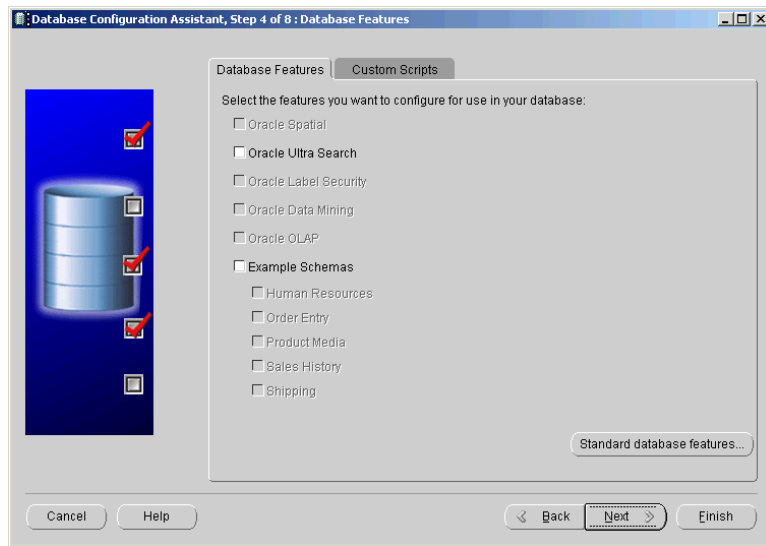 Database Configuration Assistant, Step 4 of 8 : Database Features
Database Features
Custom Scripts
Select the features you want to configure for use in your database:
Oracle Spatial
Oracle Ultra Search
Oracle Label Security
Oracle Data Mining
Oracle OLAP
Example Schemas
Human Resources
Order Entry
Product Media
Sales History
Shipping
Standard database features...
Cancel
Help
Back
Next
Finish